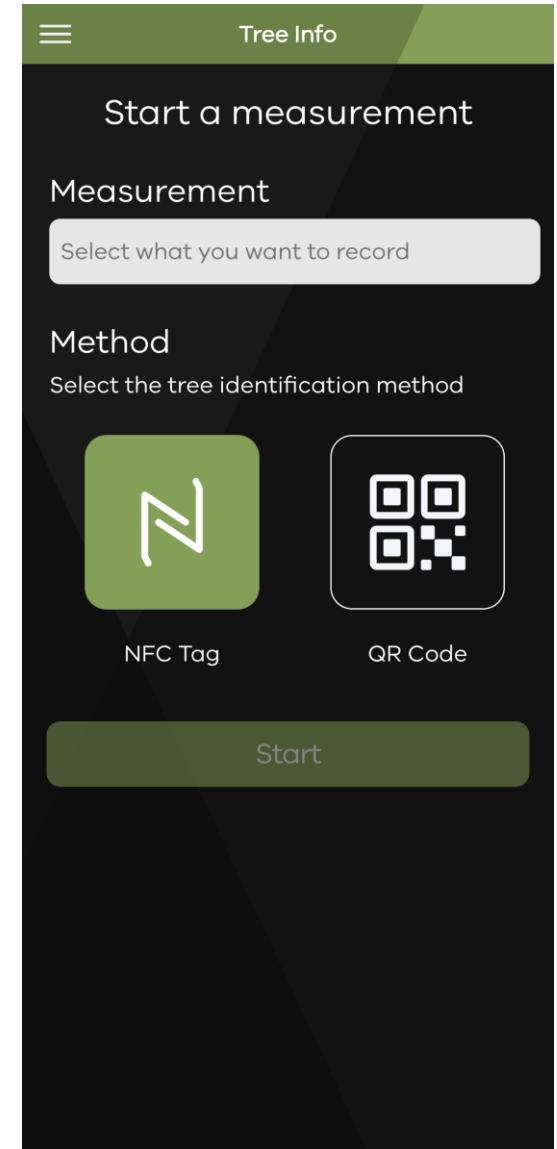 Tree Info
Start a measurement
Measurement
Select what you want to record
Method
Select the tree identification method
NFC Tag
QR Code
Start